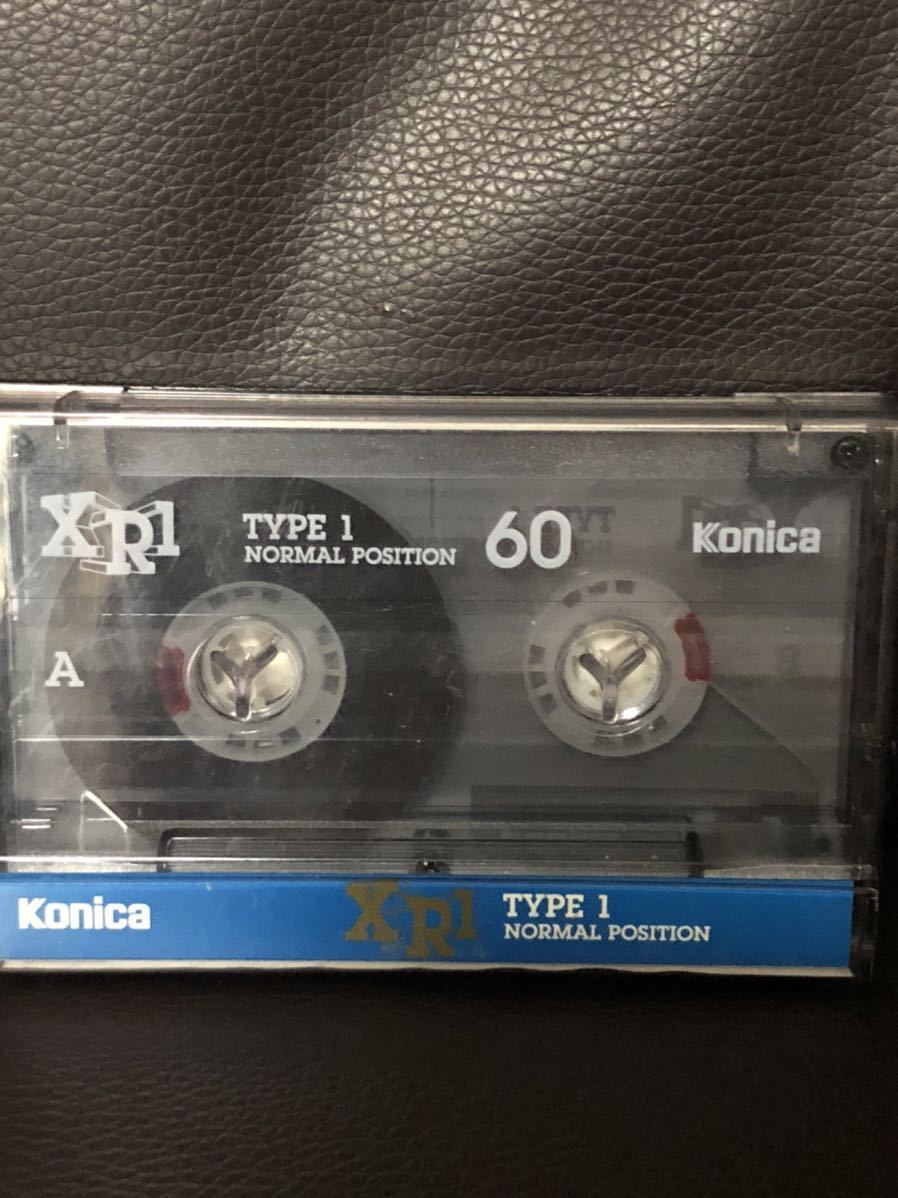 XR1 TYPE 1 60 Konica
NORMAL POSITION
A
Konica XR1 TYPE 1
NORMAL POSITION